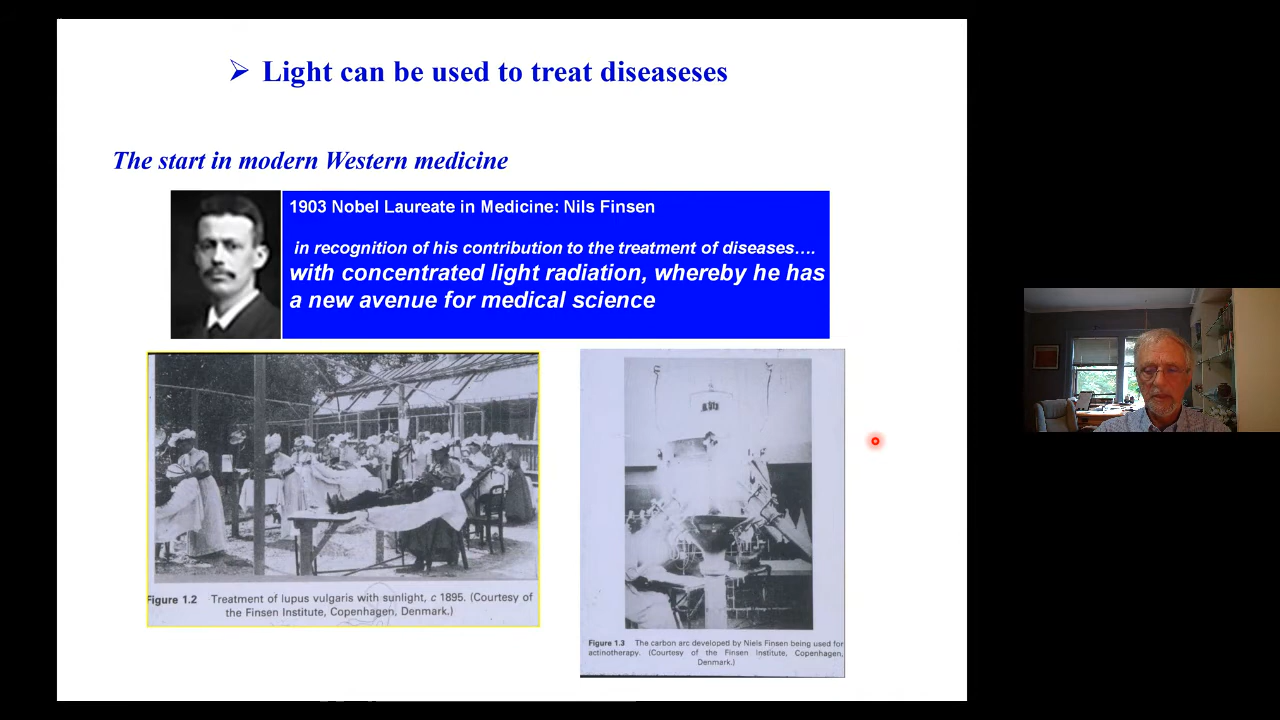 Light can be used to treat diseaseses
The start in modern Western medicine
1903 Nobel Laureate in Medicine: Nils Finsen
in recognition of his contribution to the treatment of diseases….
with concentrated light radiation, whereby he has
a new avenue for medical science
Figure 1.2 Treatment of lupus vulgaris with sunlight, c 1895. (Courtesy of
the Finsen Institute, Copenhagen, Denmark.)
Figure 1.3 The carbon arc developed by Niels Finsen being used for
actinotherapy. (Courtesy of the Finsen Institute, Copenhagen,
Denmark.)